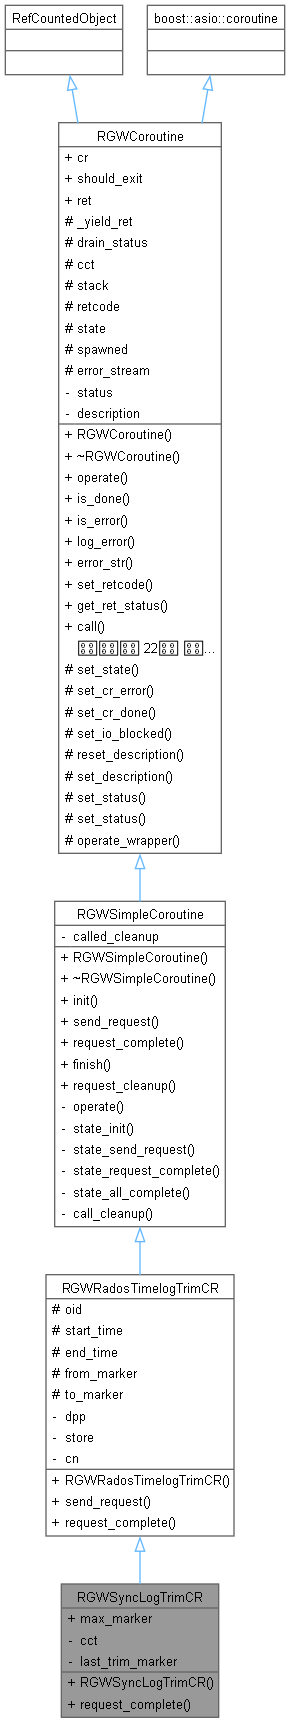 RefCountedObject
boost::asio::coroutine
RGWCoroutine
+ cr
+ should_exit
+ ret
# _yield_ret
# drain_status
# cct
# stack
# retcode
# state
# spawned
# error_stream
- status
- description
+ RGWCoroutine()
+ ~RGWCoroutine()
+ operate()
+ is_done()
+ is_error()
+ log_error()
+ error_str()
+ set_retcode()
+ get_ret_status()
+ call()
22 ...
# set_state()
# set_cr_error()
# set_cr_done()
# set_io_blocked()
# reset_description()
# set_description()
# set_status()
# set_status()
# operate_wrapper()
RGWSimpleCoroutine
- called_cleanup
+ RGWSimpleCoroutine()
+ ~RGWSimpleCoroutine()
+ init()
+ send_request()
+ request_complete()
+ finish()
+ request_cleanup()
- operate()
- state_init()
- state_send_request()
- state_request_complete()
- state_all_complete()
- call_cleanup()
RGWRadosTimelogTrimCR
# oid
# start_time
# end_time
# from_marker
# to_marker
- dpp
- store
- cn
+ RGWRadosTimelogTrimCR()
+ send_request()
+ request_complete()
RGWSyncLogTrimCR
+ max_marker
- cct
- last_trim_marker
+ RGWSyncLogTrimCR()
+ request_complete()